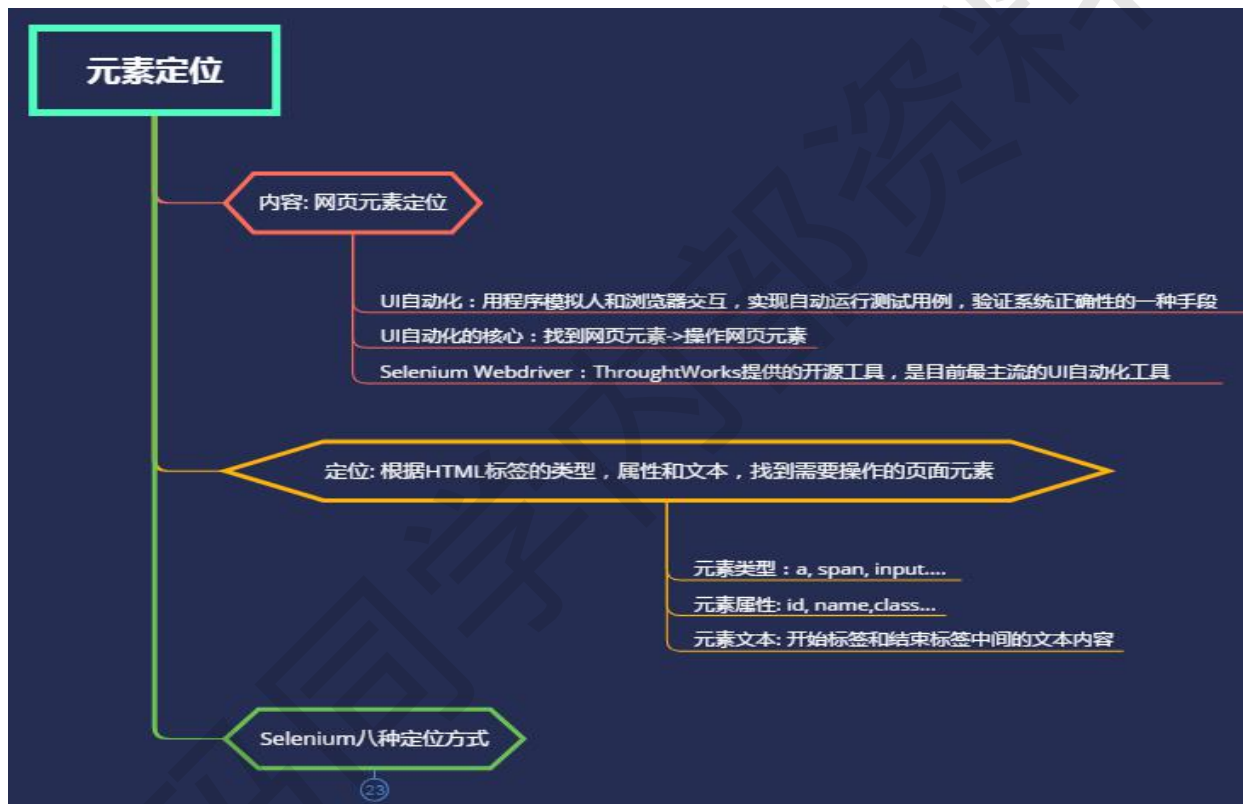 元素定位
内容: 网页元素定位
UI自动化：用程序模拟人和浏览器交互，实现自动运行测试用例，验证系统正确性的一种手段
UI自动化的核心：找到网页元素->操作网页元素
Selenium Webdriver：ThroughtWorks提供的开源工具，是目前最主流的UI自动化工具
定位: 根据HTML标签的类型，属性和文本，找到需要操作的页面元素
元素类型：a, span, input....
元素属性: id, name,class...
元素文本: 开始标签和结束标签中间的文本内容
Selenium八种定位方式
23
码同学内部资料